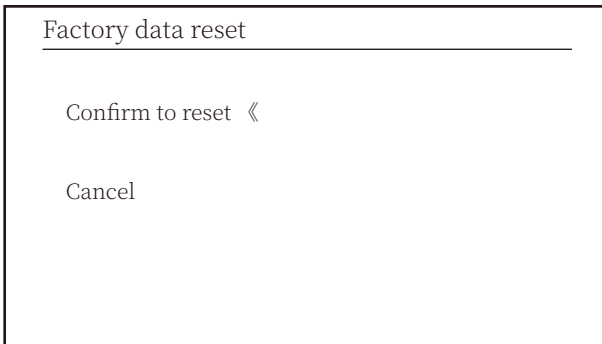 Factory data reset
Confirm to reset 《
Cancel